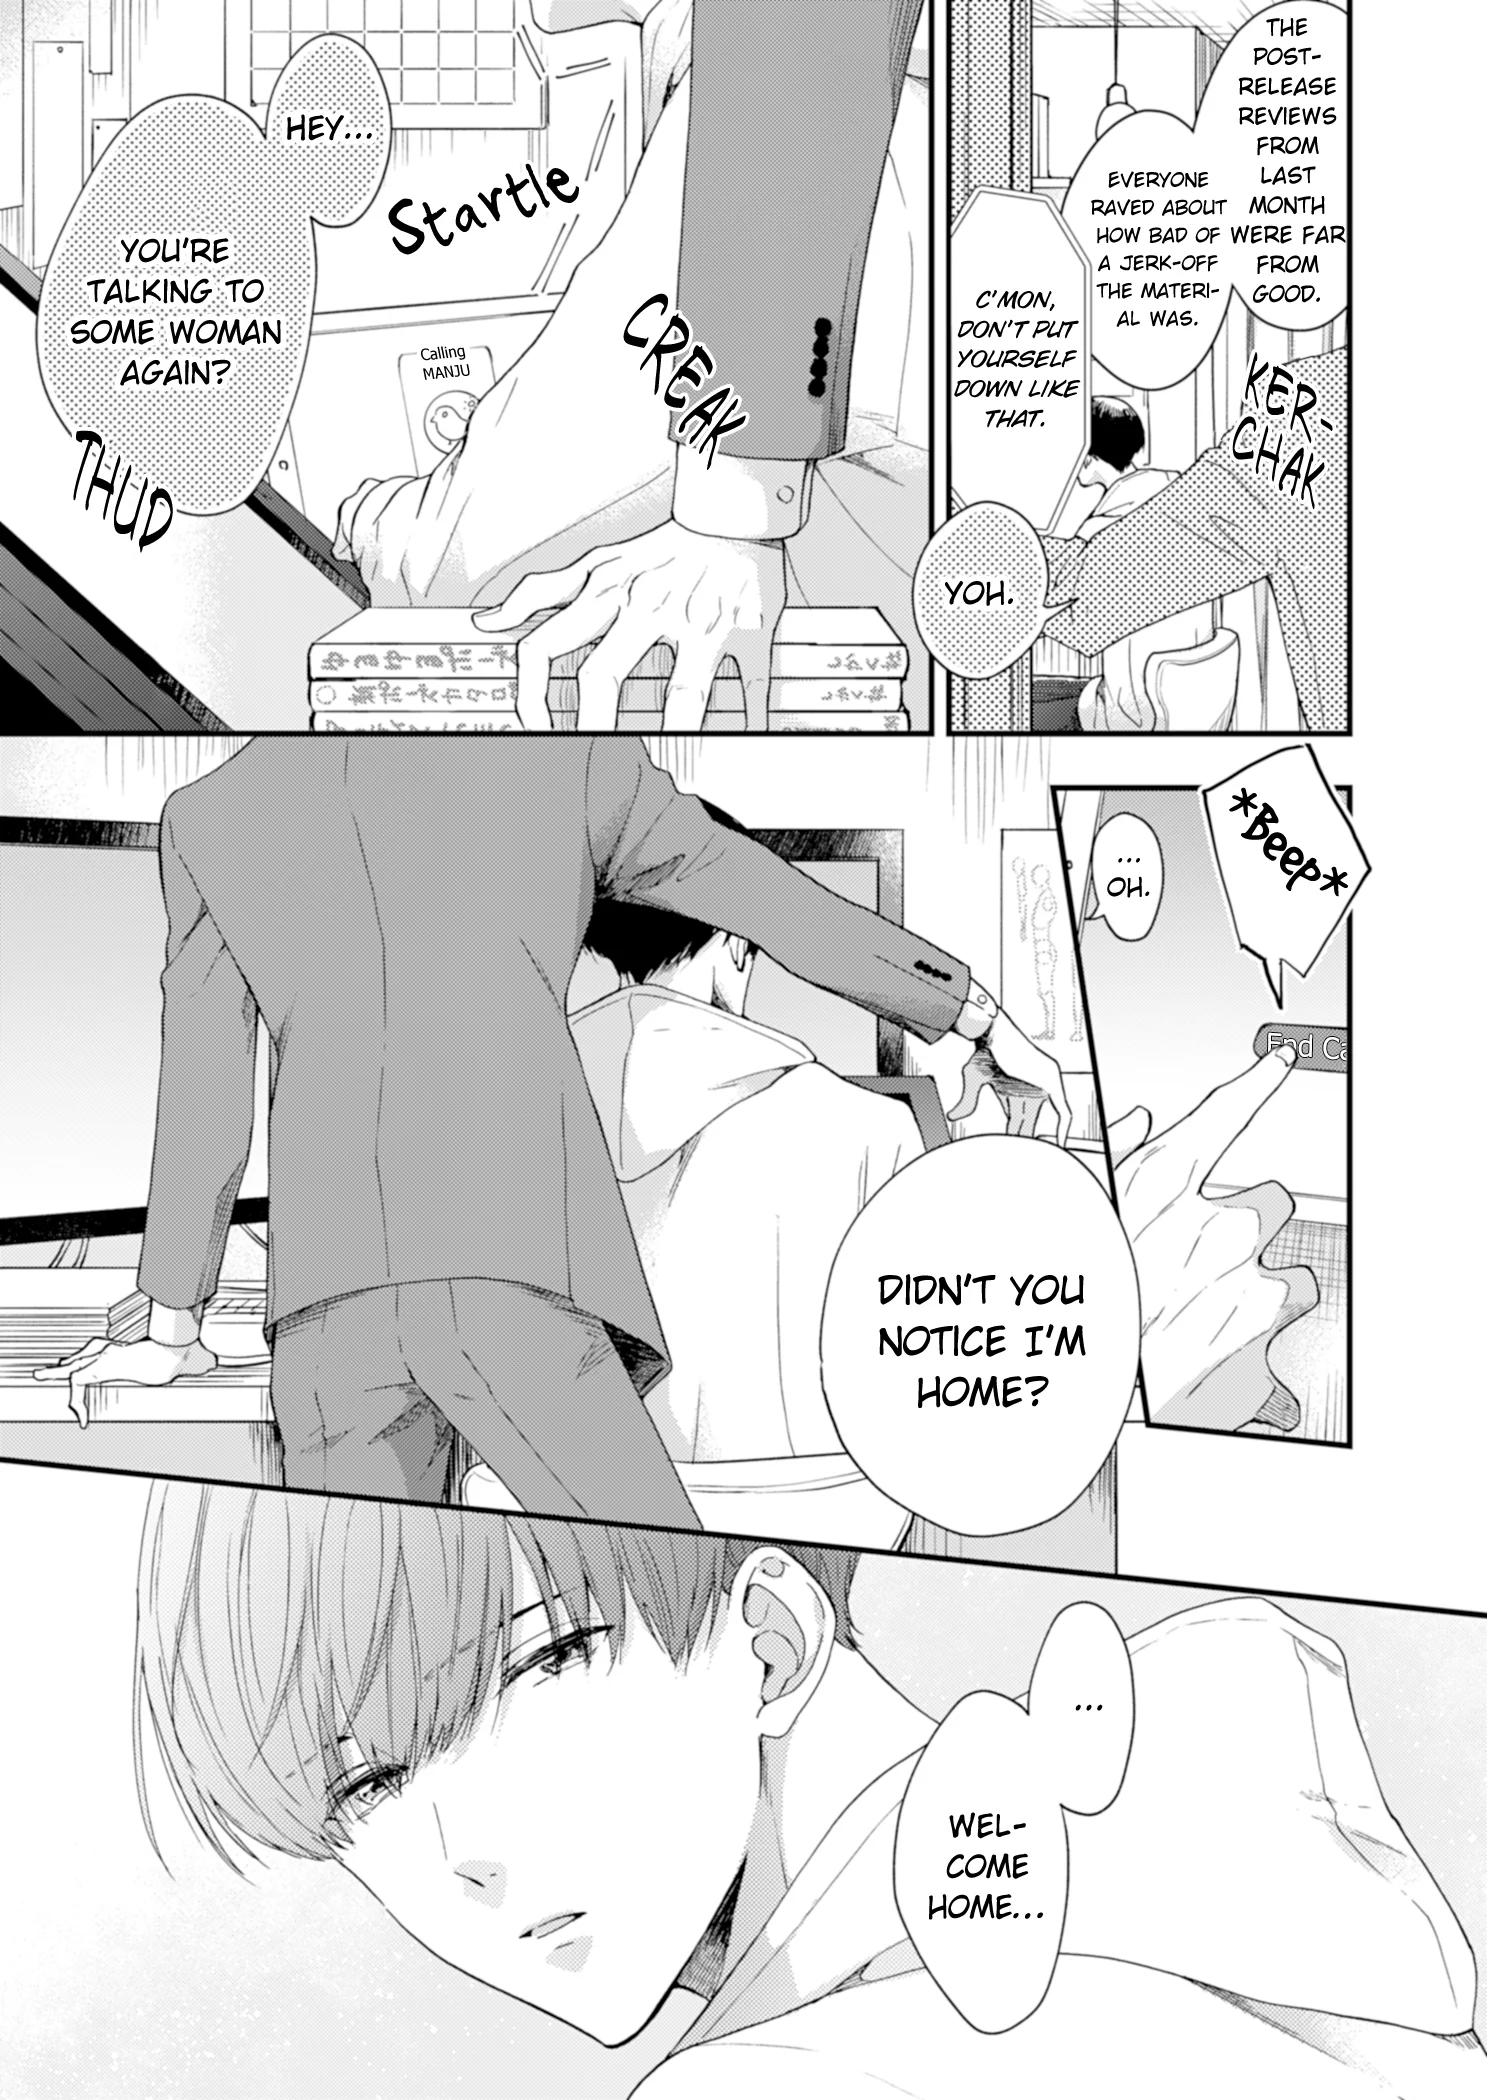 THE
POST-
RELEASE
REVIEWS
FROM
LAST
MONTH
WERE FAR
FROM
GOOD.
EVERYONE
RAVED ABOUT
HOW BAD OF
A JERK-OFF
THE MATERI-
AL WAS.
C'MON,
DON'T PUT
YOURSELF
DOWN LIKE
THAT.
KER-
CHAK
YOH.
Startle
HEY...
YOU'RE
TALKING TO
SOME WOMAN
AGAIN?
CREAK
Calling
MANJU
THUD
*Beep*
...
OH.
End Ca
DIDN'T YOU
NOTICE I'M
HOME?
...
WEL-
COME
HOME...